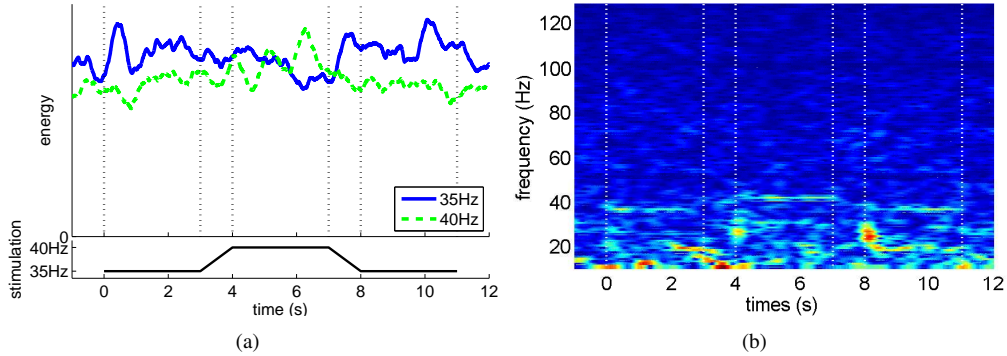 energy
0
35Hz
40Hz
stimulation
40Hz
35Hz
0 2 4 6 8 10 12
time (s)
(a)
frequency (Hz)
120
100
80
60
40
20
0 2 4 6 8 10 12
times (s)
(b)